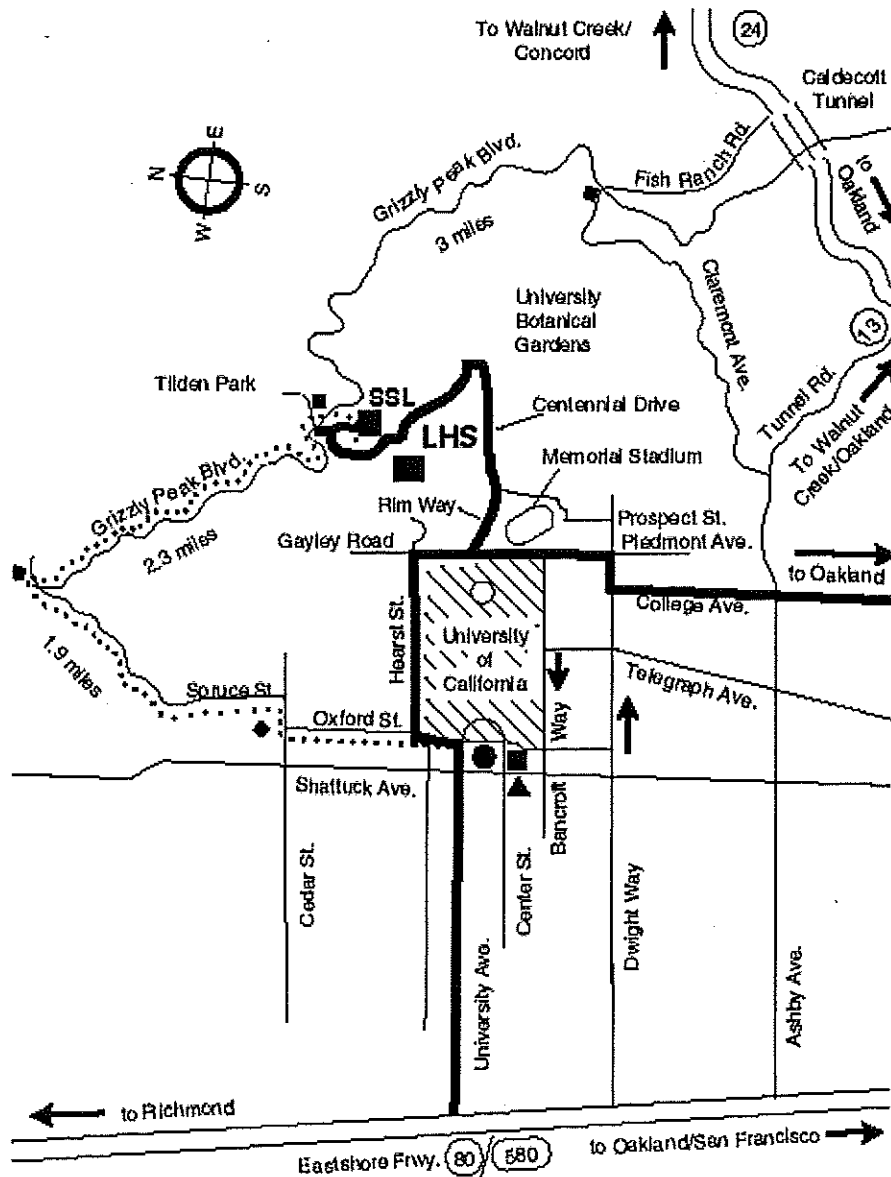 To Walnut Creek/
Concord
24
Caldecott
Tunnel
E
N
S
W
Grizzly Peak Blvd.
3 miles
Fish Ranch Rd.
to
Oakland
University
Botanical
Gardens
Claremont Ave.
13
Tunnel Rd.
To Walnut
Creek/Oakland
Tilden Park
SSL
LHS
Centennial Drive
Memorial Stadium
Grizzly Peak Blvd.
2.3 miles
Rim Way
Gayley Road
Prospect St.
Piedmont Ave.
to Oakland
College Ave.
Hearst St.
University
of
California
1.9 miles
Spruce St.
Oxford St.
Telegraph Ave.
Shattuck Ave.
Bancroft Way
Cedar St.
Center St.
Dwight Way
University Ave.
Ashby Ave.
to Richmond
Eastshore Frwy. 80/580
to Oakland/San Francisco